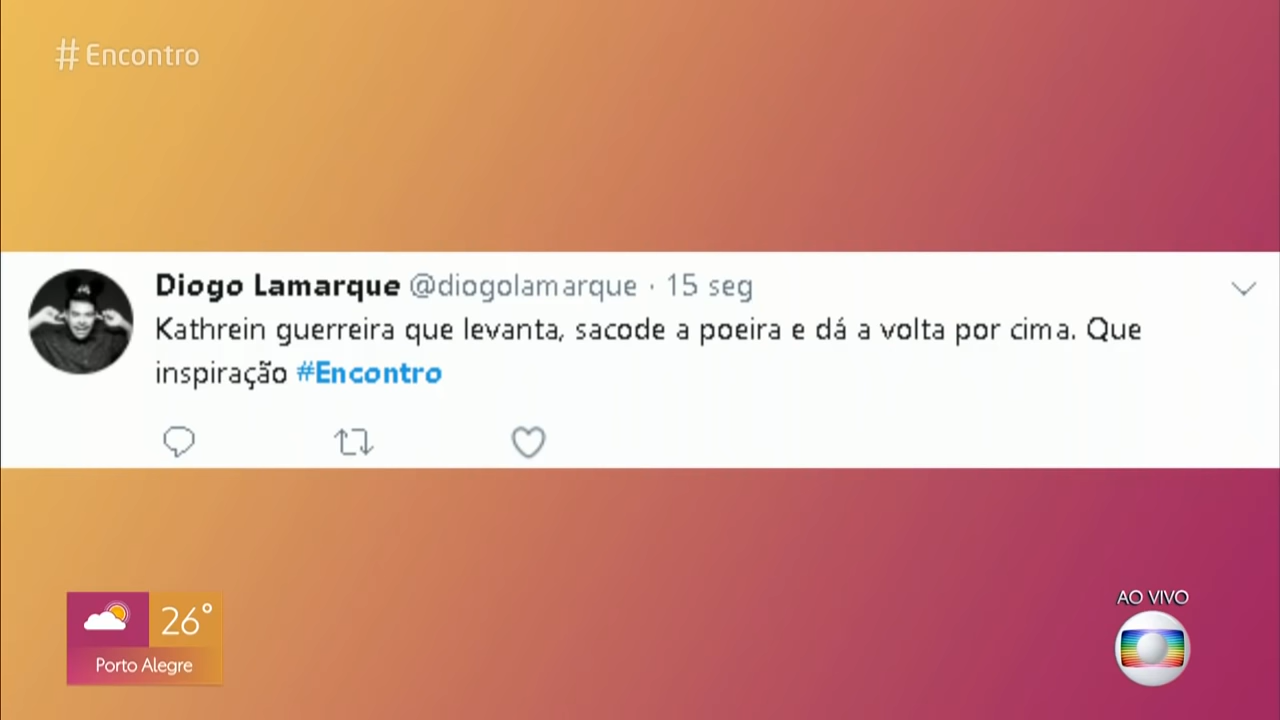 #Encontro
Diogo Lamarque @diogolamarque · 15 seg
Kathrein guerreira que levanta, sacode a poeira e dá a volta por cima. Que
inspiração #Encontro
26°
Porto Alegre
AO VIVO